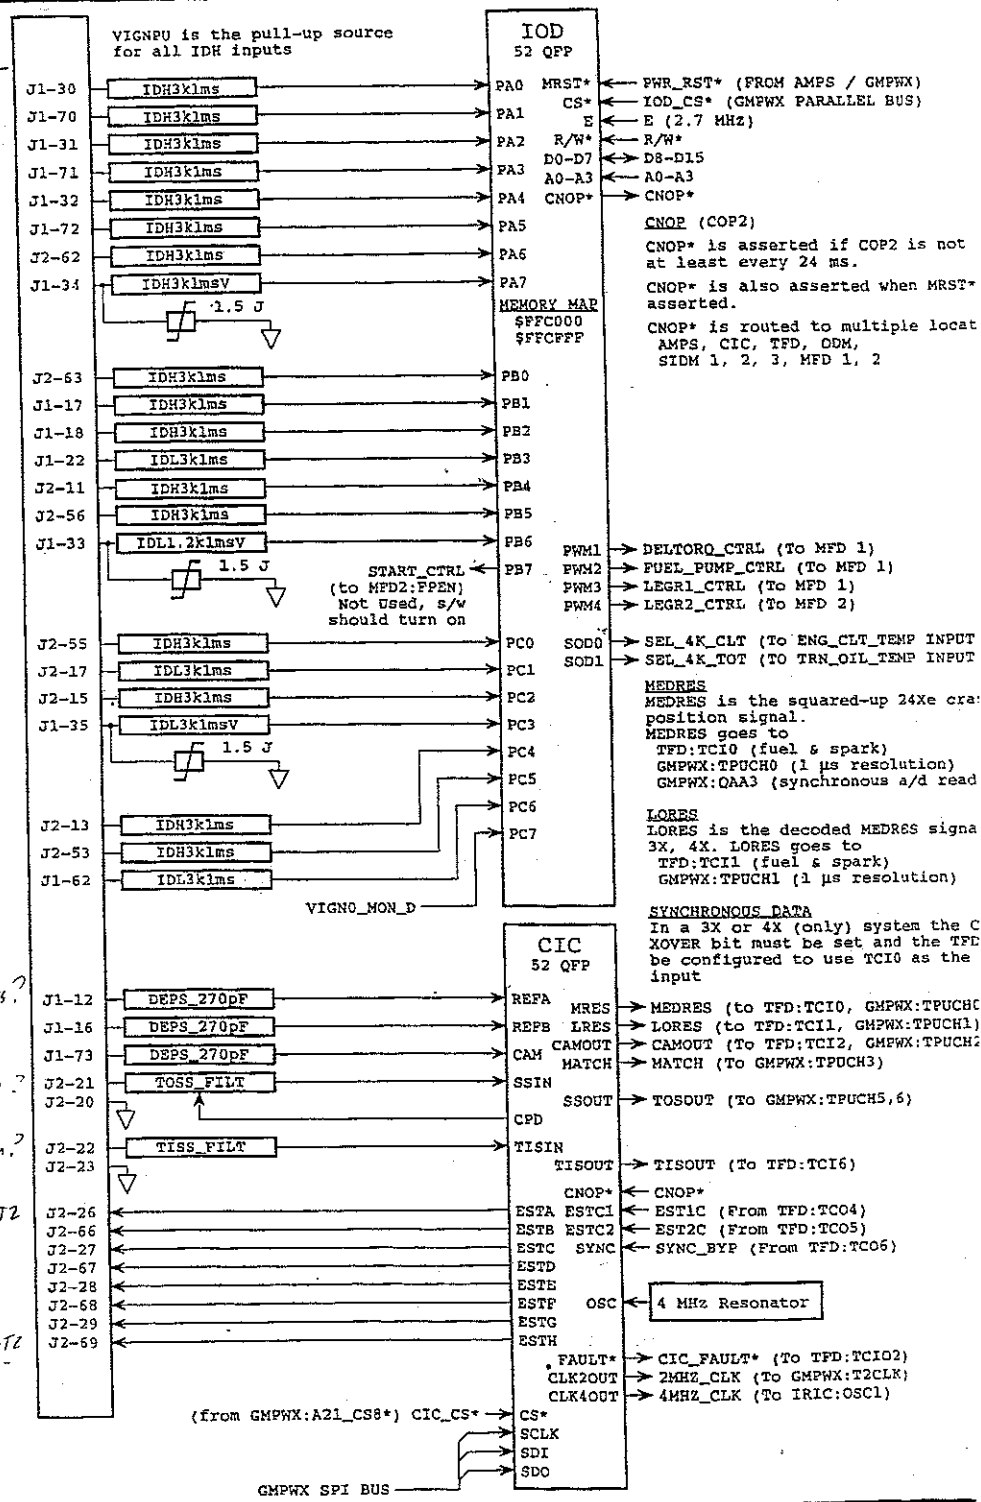 VIGNPU is the pull-up source
for all IDH inputs
IOD
52 QFP
J1-30 IDH3k1ms PA0 MRST* PWR_RST* (FROM AMPS / GMPWX)
CS* IOD_CS* (GMPWX PARALLEL BUS)
J1-70 IDH3k1ms PA1 E E (2.7 MHz)
J1-31 IDH3k1ms PA2 R/W* R/W*
D0-D7 D8-D15
J1-71 IDH3k1ms PA3 A0-A3 A0-A3
J1-32 IDH3k1ms PA4 CNOP* CNOP*
J1-72 IDH3k1ms PA5
J2-62 IDH3k1ms PA6
J1-34 IDH3k1msV PA7
1.5 J
CNOP (COP2)
CNOP* is asserted if COP2 is not
at least every 24 ms.
CNOP* is also asserted when MRST*
asserted.
CNOP* is routed to multiple locat
AMPS, CIC, TFD, ODM,
SIDM 1, 2, 3, MFD 1, 2
MEMORY MAP
$FFC000
$FFCFFF
J2-63 IDH3k1ms PB0
J1-17 IDH3k1ms PB1
J1-18 IDH3k1ms PB2
J1-22 IDL3k1ms PB3
J2-11 IDH3k1ms PB4
J2-56 IDH3k1ms PB5
J1-33 IDL1.2k1msV PB6
1.5 J
START_CTRL PB7
(to MFD2:FPEN)
Not Used, s/w
should turn on
PWM1 DELTORQ_CTRL (To MFD 1)
PWM2 FUEL_PUMP_CTRL (To MFD 1)
PWM3 LEGR1_CTRL (To MFD 1)
PWM4 LEGR2_CTRL (To MFD 2)
J2-55 IDH3k1ms PC0 SOD0 SEL_4K_CLT (To ENG_CLT_TEMP INPUT
J2-17 IDL3k1ms PC1 SOD1 SEL_4K_TOT (TO TRN_OIL_TEMP INPUT
J2-15 IDH3k1ms PC2
J1-35 IDL3k1msV PC3
1.5 J
PC4
PC5
PC6
PC7
J2-13 IDH3k1ms
J2-53 IDH3k1ms
J1-62 IDL3k1ms
VIGN0_MON_D
MEDRES
MEDRES is the squared-up 24Xe cra
position signal.
MEDRES goes to
TFD:TCI0 (fuel & spark)
GMPWX:TPUCH0 (1 µs resolution)
GMPWX:QAA3 (synchronous a/d read
LORES
LORES is the decoded MEDRES signa
3X, 4X. LORES goes to
TFD:TCI1 (fuel & spark)
GMPWX:TPUCH1 (1 µs resolution)
SYNCHRONOUS DATA
In a 3X or 4X (only) system the C
XOVER bit must be set and the TFD
be configured to use TCI0 as the
input
CIC
52 QFP
J1-12 DEPS_270pF REFA MRES MEDRES (to TFD:TCI0, GMPWX:TPUCH0
J1-16 DEPS_270pF REFB LRES LORES (to TFD:TCI1, GMPWX:TPUCH1)
J1-73 DEPS_270pF CAM CAMOUT CAMOUT (To TFD:TCI2, GMPWX:TPUCH2
MATCH MATCH (To GMPWX:TPUCH3)
J2-21 TOSS_FILT SSIN
J2-20
SSOUT TOSOUT (To GMPWX:TPUCH5,6)
CPD
J2-22 TISS_FILT TISIN
J2-23
TISOUT TISOUT (To TFD:TCI6)
CNOP* CNOP*
J2-26 ESTA ESTC1 EST1C (From TFD:TCO4)
J2-66 ESTB ESTC2 EST2C (From TFD:TCO5)
J2-27 ESTC SYNC SYNC_BYP (From TFD:TCO6)
J2-67 ESTD
J2-28 ESTE
J2-68 ESTF OSC 4 MHz Resonator
J2-29 ESTG
J2-69 ESTH
FAULT* CIC_FAULT* (To TFD:TCIO2)
CLK2OUT 2MHZ_CLK (To GMPWX:T2CLK)
CLK4OUT 4MHZ_CLK (To IRIC:OSC1)
(from GMPWX:A21_CS8*) CIC_CS* CS*
SCLK
SDI
SDO
GMPWX SPI BUS